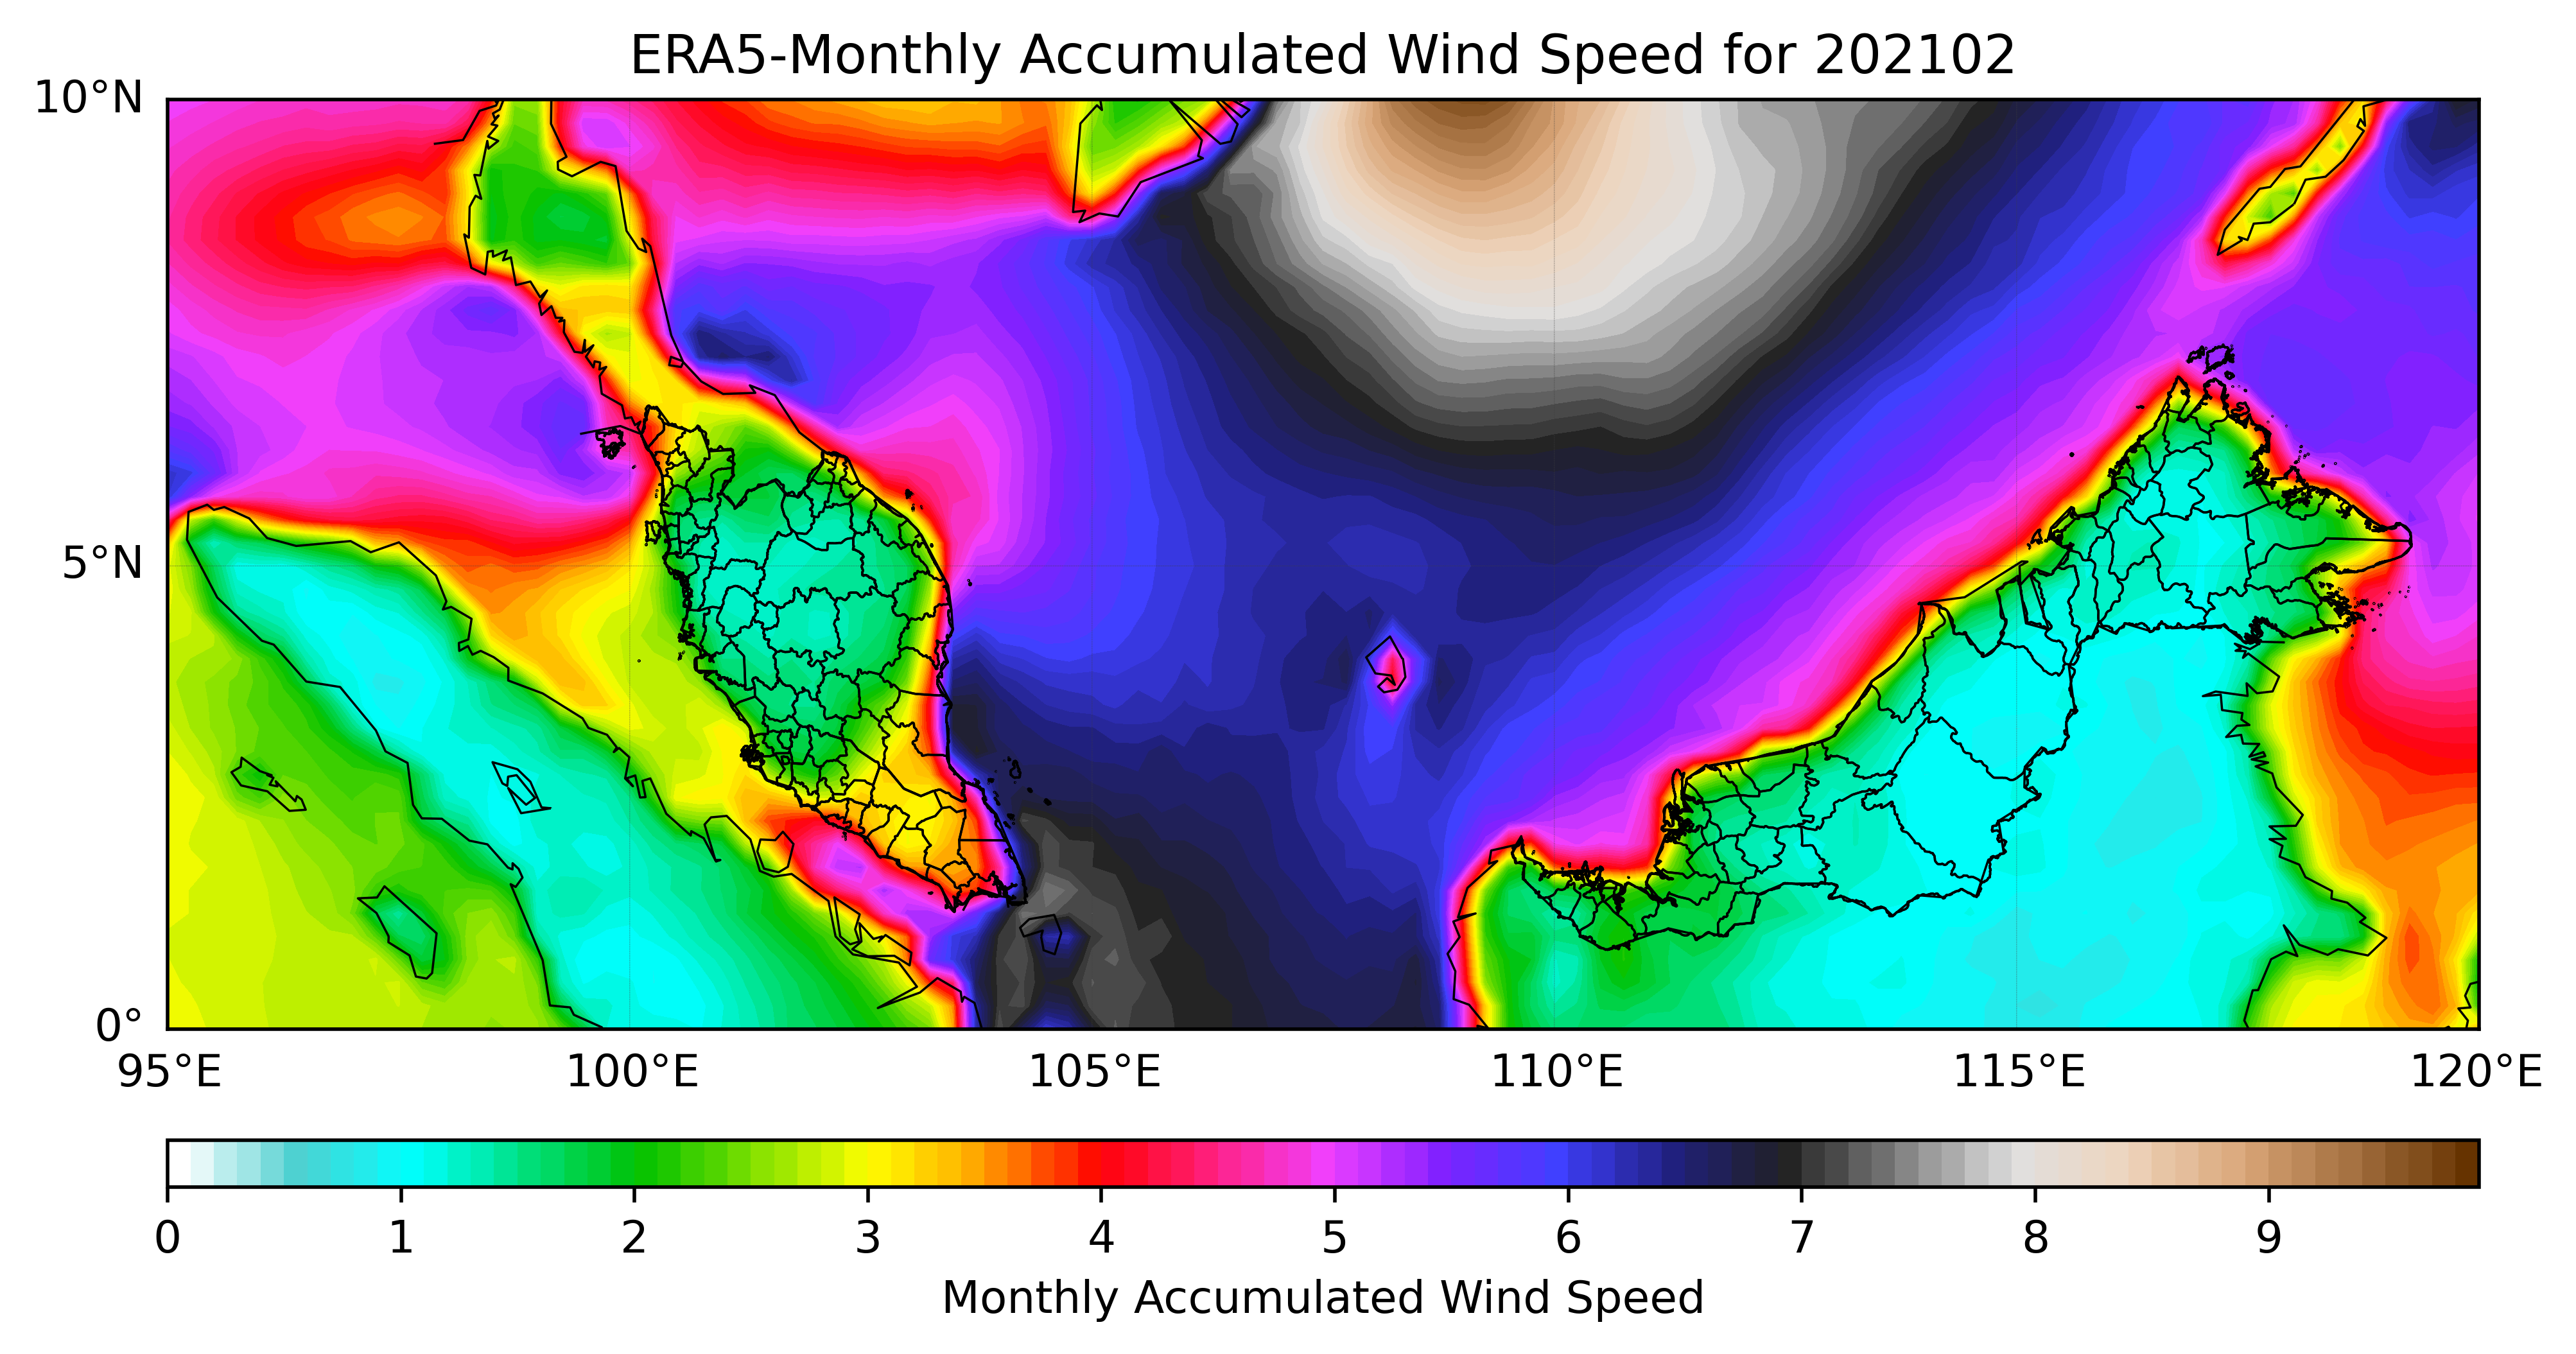 ERA5-Monthly Accumulated Wind Speed for 202102
10°N
5°N
0°
95°E 100°E 105°E 110°E 115°E 120°E
0 1 2 3 4 5 6 7 8 9
Monthly Accumulated Wind Speed